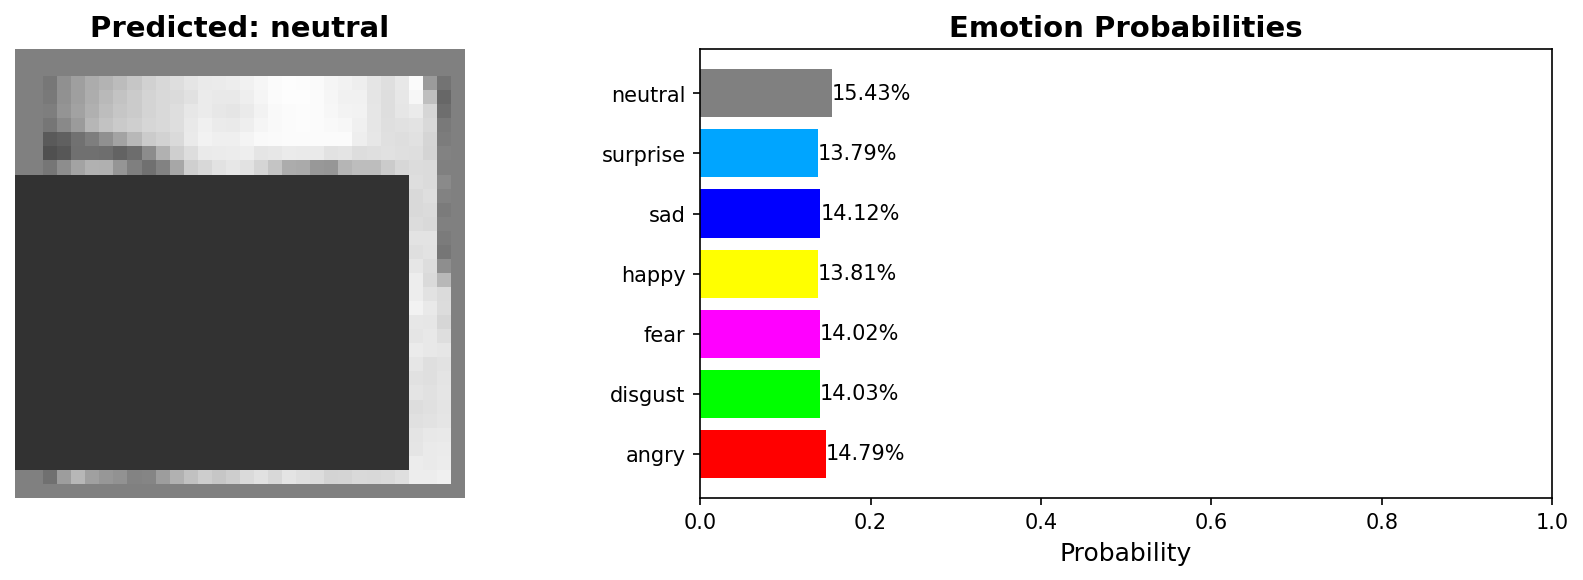 Predicted: neutral
Emotion Probabilities
neutral 15.43%
surprise 13.79%
sad 14.12%
happy 13.81%
fear 14.02%
disgust 14.03%
angry 14.79%
0.0 0.2 0.4 0.6 0.8 1.0
Probability